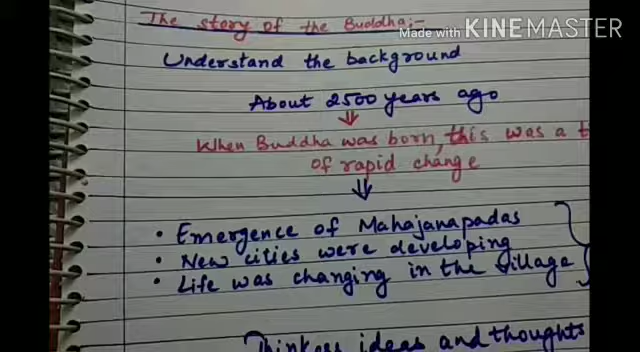 Made with KINEMASTER
The story of the Buddha:-
Understand the background
About 2500 years ago
When Buddha was born, this was a
of rapid change
• Emergence of Mahajanapadas
• New cities were developing
• Life was changing in the village
Thinkers ideas and thoughts